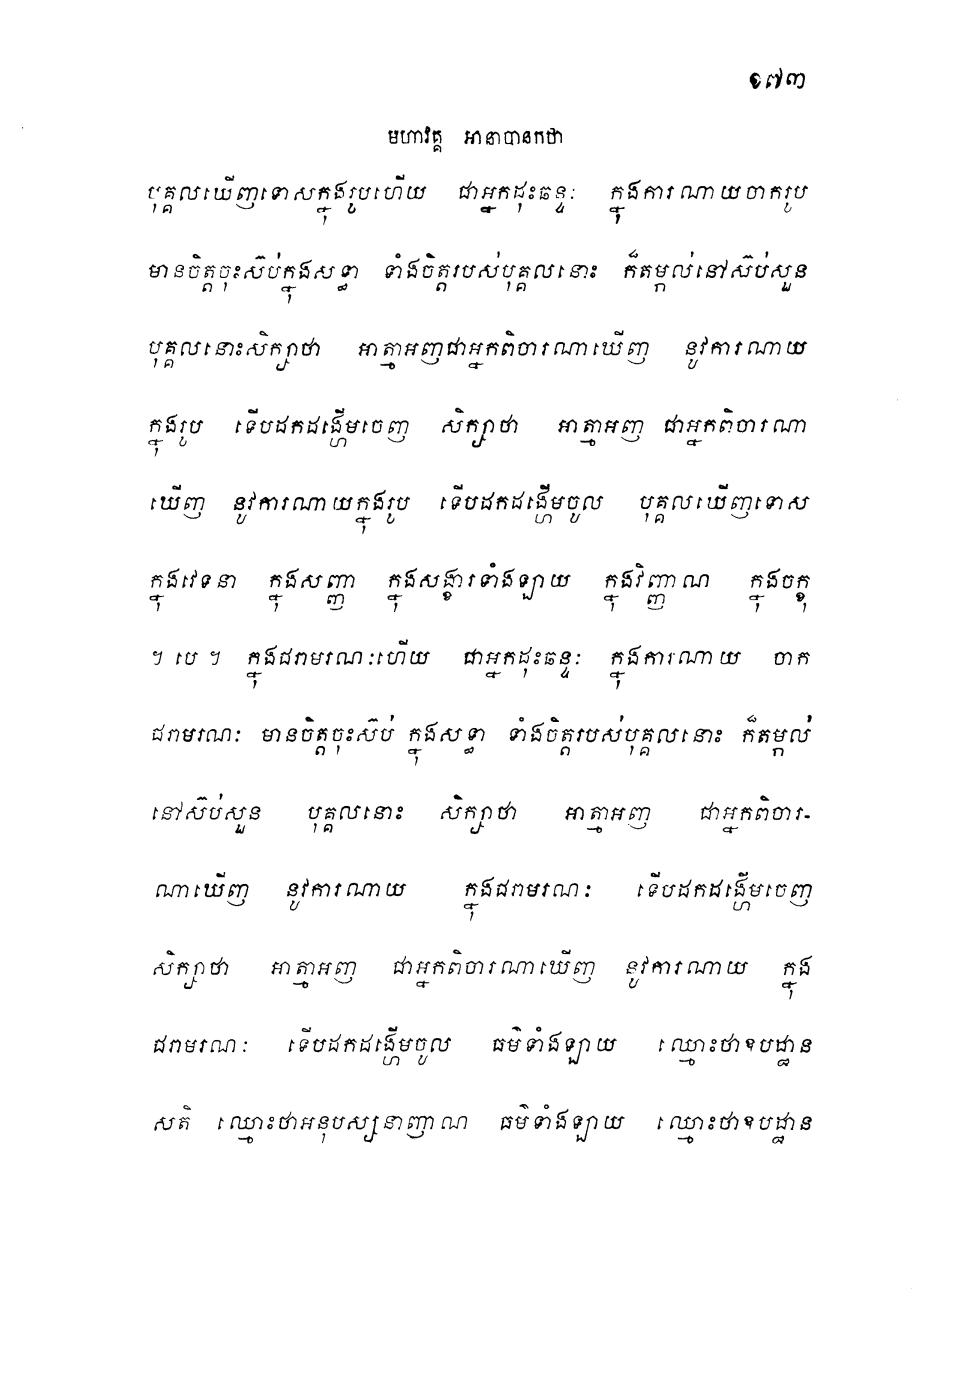 ១៧៣
មហាវគ្គ អានាបានកថា
បុគ្គលឃើញទោសក្នុងរូបហើយ ជាអ្នកដុះឆន្ទៈ ក្នុងការណាយចាករូប
មានចិត្តចុះស៊ប់ក្នុងសទ្ធា ទាំងចិត្តរបស់បុគ្គលនោះ ក៏តម្កល់នៅស៊ប់សួន
បុគ្គលនោះសិក្សាថា អាត្មាអញជាអ្នកពិចារណាឃើញ នូវការណាយ
ក្នុងរូប ទើបដកដង្ហើមចេញ សិក្សាថា អាត្មាអញ ជាអ្នកពិចារណា
ឃើញ នូវការណាយក្នុងរូប ទើបដកដង្ហើមចូល បុគ្គលឃើញទោស
ក្នុងវេទនា ក្នុងសញ្ញា ក្នុងសង្ខារទាំងឡាយ ក្នុងវិញ្ញាណ ក្នុងចក្ខុ
។ បេ ។ ក្នុងជរាមរណៈហើយ ជាអ្នកដុះឆន្ទៈ ក្នុងការណាយ ចាក
ជរាមរណៈ មានចិត្តចុះស៊ប់ ក្នុងសទ្ធា ទាំងចិត្តរបស់បុគ្គលនោះ ក៏តម្កល់
នៅស៊ប់សួន បុគ្គលនោះ សិក្សាថា អាត្មាអញ ជាអ្នកពិចារ-
ណាឃើញ នូវការណាយ ក្នុងជរាមរណៈ ទើបដកដង្ហើមចេញ
សិក្សាថា អាត្មាអញ ជាអ្នកពិចារណាឃើញ នូវការណាយ ក្នុង
ជរាមរណៈ ទើបដកដង្ហើមចូល ធម៌ទាំងឡាយ ឈ្មោះថាឧបដ្ឋាន
សតិ ឈ្មោះថាអនុបស្សនាញាណ ធម៌ទាំងឡាយ ឈ្មោះថាឧបដ្ឋាន